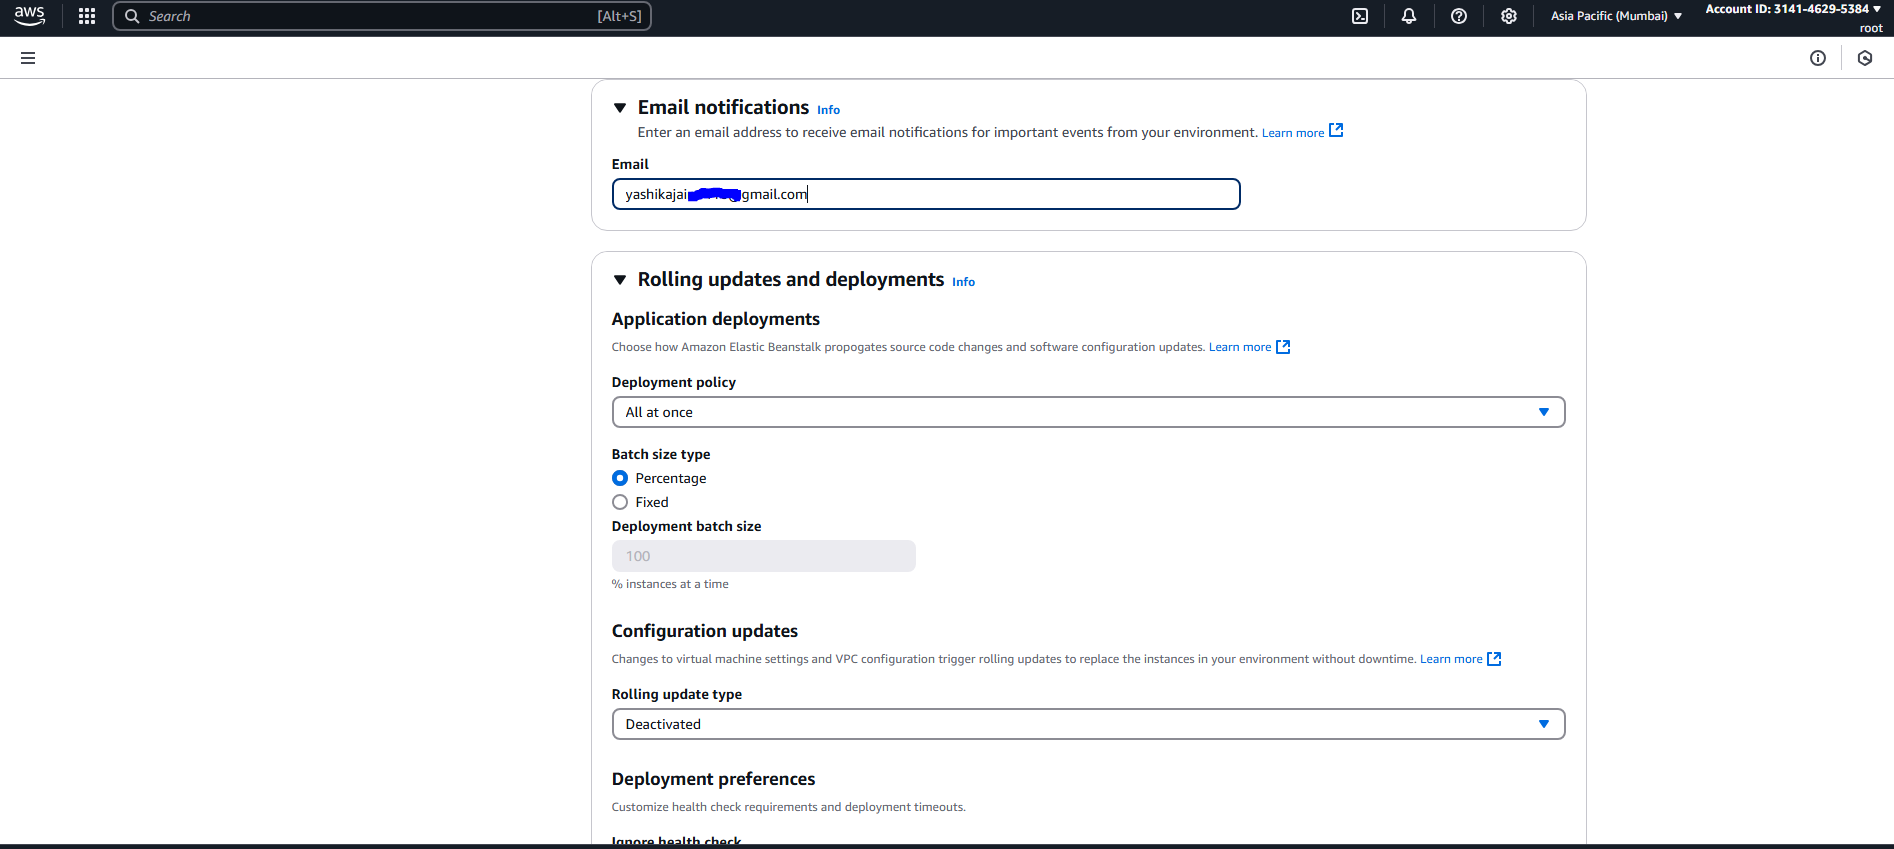 aws
Search [Alt+S]
Asia Pacific (Mumbai)
Account ID: 3141-4629-5384
root
Email notifications Info
Enter an email address to receive email notifications for important events from your environment. Learn more
Email
yashikajai gmail.com
Rolling updates and deployments Info
Application deployments
Choose how Amazon Elastic Beanstalk propogates source code changes and software configuration updates. Learn more
Deployment policy
All at once
Batch size type
Percentage
Fixed
Deployment batch size
100
% instances at a time
Configuration updates
Changes to virtual machine settings and VPC configuration trigger rolling updates to replace the instances in your environment without downtime. Learn more
Rolling update type
Deactivated
Deployment preferences
Customize health check requirements and deployment timeouts.
Ignore health check